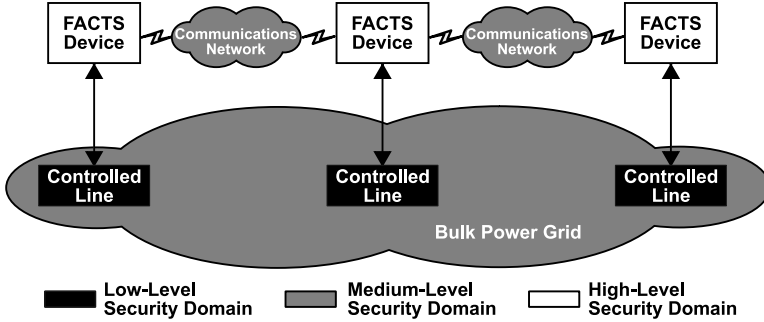 FACTS
Device
Communications
Network
FACTS
Device
Communications
Network
FACTS
Device
Controlled
Line
Controlled
Line
Controlled
Line
Bulk Power Grid
Low-Level
Security Domain
Medium-Level
Security Domain
High-Level
Security Domain